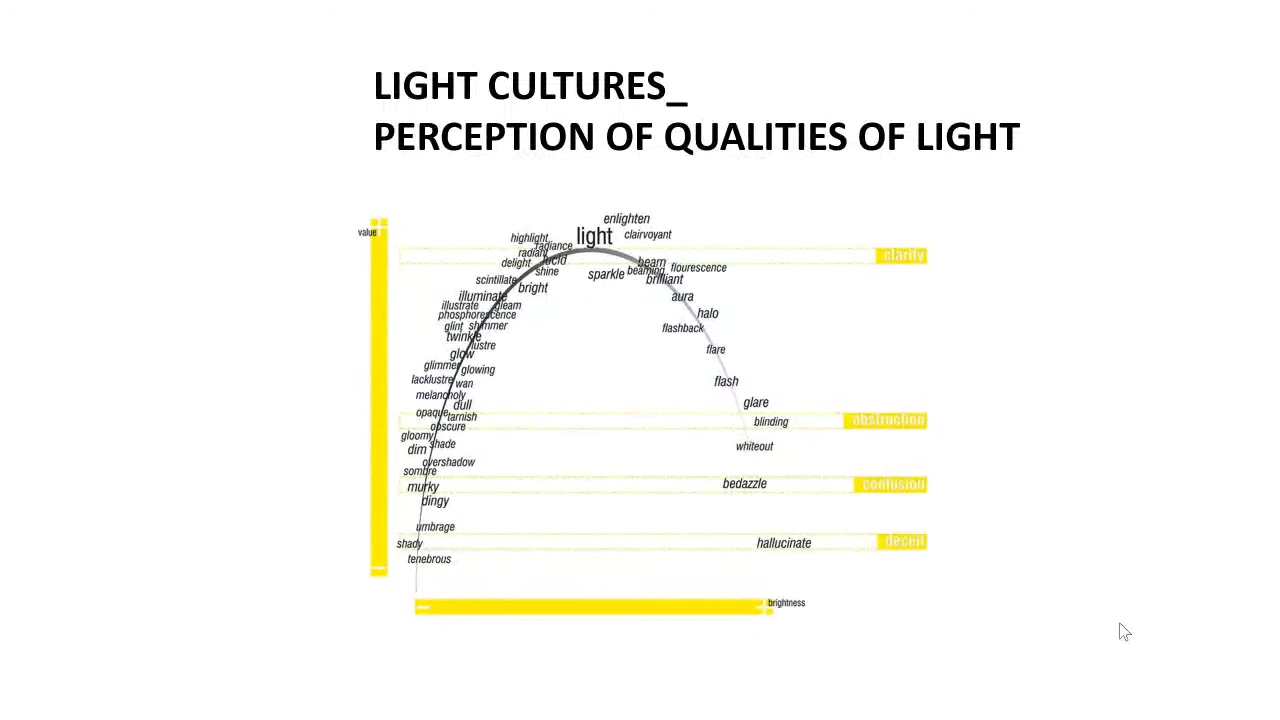 LIGHT CULTURES_
PERCEPTION OF QUALITIES OF LIGHT
enlighten
value
light clairvoyant
highlight
radiance
radiant
clarify
lucid
delight
beam
flourescence
shine
sparkle
beaming
scintillate
brilliant
bright
illuminate
aura
illustrate
gleam
phosphorescence
halo
glint shimmer
flashback
twinkle
lustre
flare
glow
glimmer
glowing
lacklustre
wan
flash
melancholy
dull
glare
opaque
tarnish
obstraction
obscure
blinding
gloomy
shade
dim
whiteout
overshadow
sombre
murky
bedazzle
confusion
dingy
umbrage
shady
hallucinate
deceit
tenebrous
brightness